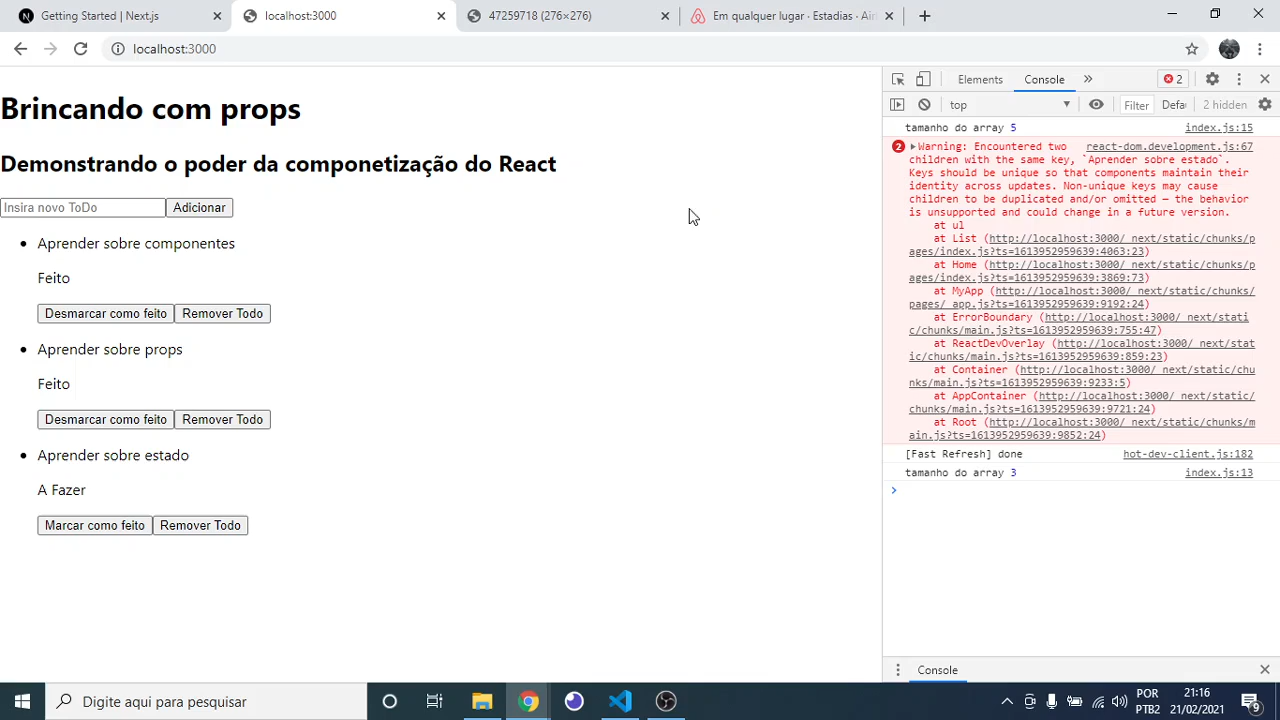 Getting Started | Next.js
localhost:3000
47259718 (276×276)
Em qualquer lugar · Estadias · Air
localhost:3000
Brincando com props
Demonstrando o poder da componetização do React
Insira novo ToDo
Adicionar
Aprender sobre componentes
Feito
Desmarcar como feito
Remover Todo
Aprender sobre props
Feito
Desmarcar como feito
Remover Todo
Aprender sobre estado
A Fazer
Marcar como feito
Remover Todo
Elements
Console
»
2
top
Filter
Defa
2 hidden
tamanho do array 5
index.js:15
2
Warning: Encountered two
react-dom.development.js:67
children with the same key, `Aprender sobre estado`.
Keys should be unique so that components maintain their
identity across updates. Non-unique keys may cause
children to be duplicated and/or omitted — the behavior
is unsupported and could change in a future version.
at ul
at List (http://localhost:3000/_next/static/chunks/p
ages/index.js?ts=1613952959639:4063:23)
at Home (http://localhost:3000/_next/static/chunks/p
ages/index.js?ts=1613952959639:3869:73)
at MyApp (http://localhost:3000/_next/static/chunks/
pages/_app.js?ts=1613952959639:9192:24)
at ErrorBoundary (http://localhost:3000/_next/stati
c/chunks/main.js?ts=1613952959639:755:47)
at ReactDevOverlay (http://localhost:3000/_next/stat
ic/chunks/main.js?ts=1613952959639:859:23)
at Container (http://localhost:3000/_next/static/chu
nks/main.js?ts=1613952959639:9233:5)
at AppContainer (http://localhost:3000/_next/static/
chunks/main.js?ts=1613952959639:9721:24)
at Root (http://localhost:3000/_next/static/chunks/m
ain.js?ts=1613952959639:9852:24)
[Fast Refresh] done
hot-dev-client.js:182
tamanho do array 3
index.js:13
Console
Digite aqui para pesquisar
POR
PTB2
21:16
21/02/2021
9